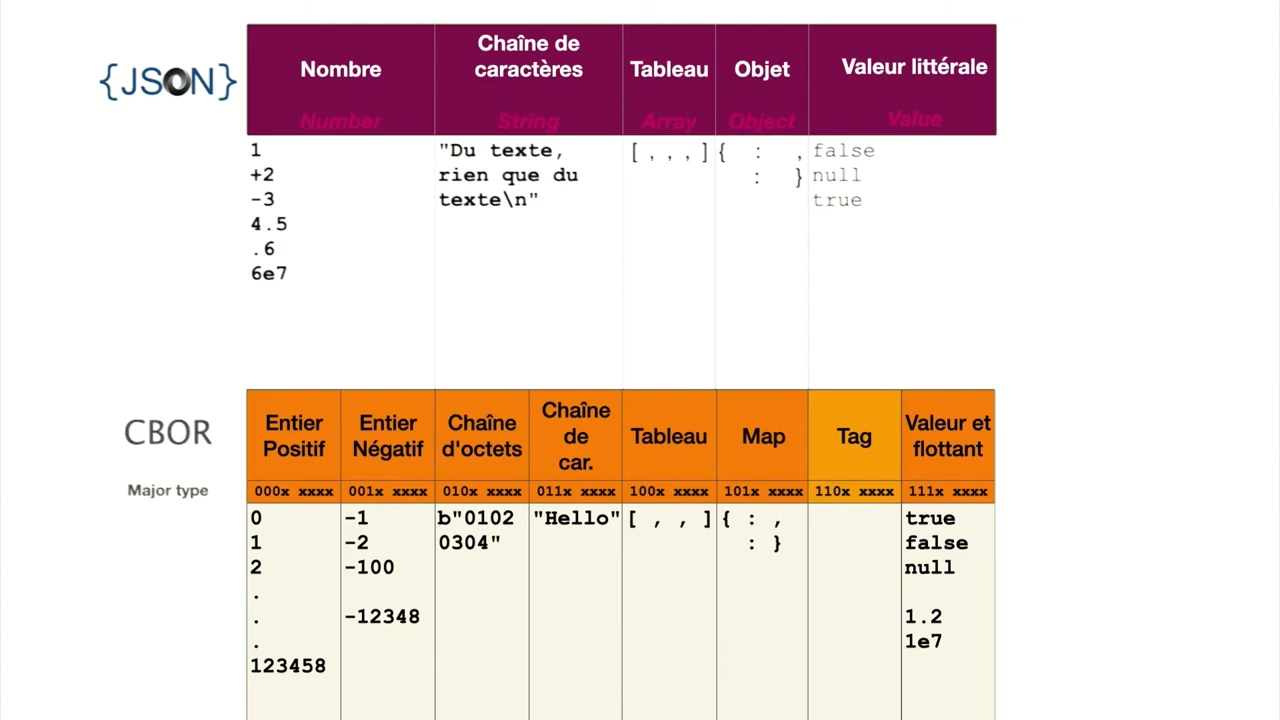 {JSON}
Nombre
Number
Chaîne de
caractères
String
Tableau
Array
Objet
Object
Valeur littérale
Value
1
+2
-3
4.5
.6
6e7
"Du texte,
rien que du
texte\n"
[ , , , ]
{ : ,
: }
false
null
true
CBOR
Major type
Entier
Positif
Entier
Négatif
Chaîne
d'octets
Chaîne
de
car.
Tableau
Map
Tag
Valeur et
flottant
000x xxxx
001x xxxx
010x xxxx
011x xxxx
100x xxxx
101x xxxx
110x xxxx
111x xxxx
0
1
2
.
.
.
123458
-1
-2
-100
-12348
b"0102
0304"
"Hello"
[ , , ]
{ : ,
: }
true
false
null
1.2
1e7